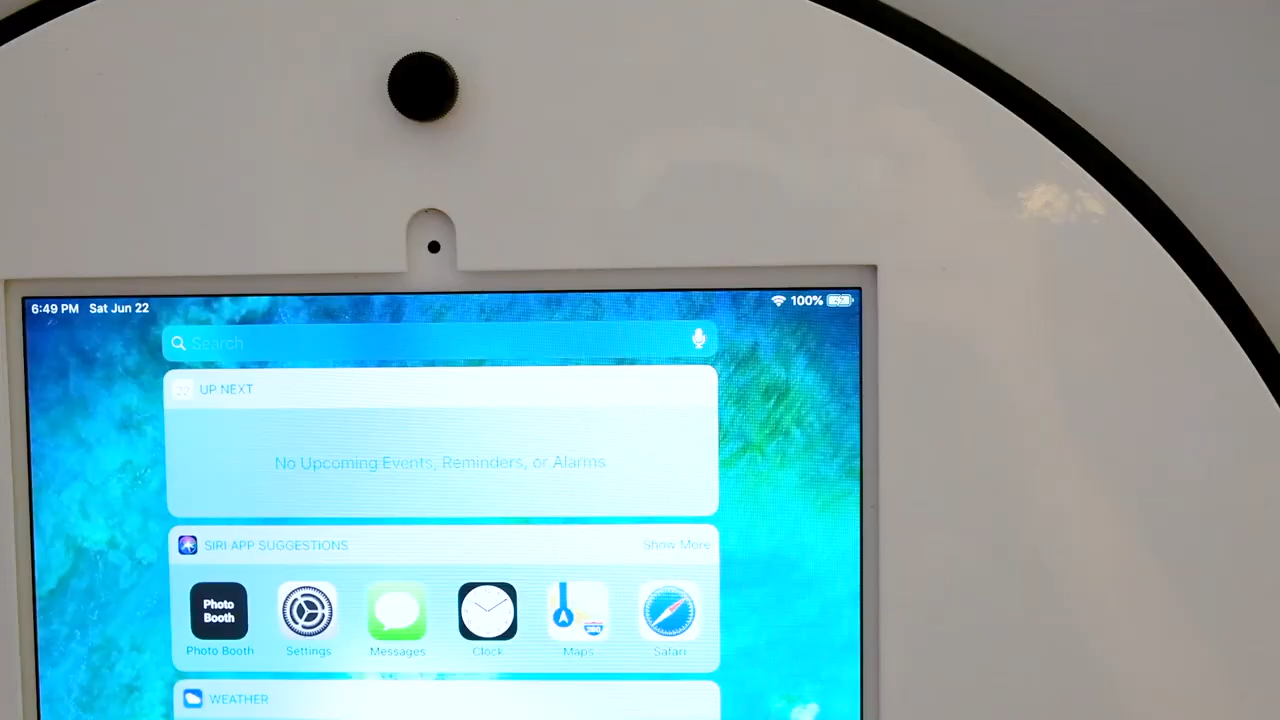 6:49 PM Sat Jun 22 100%
Search
UP NEXT
No Upcoming Events, Reminders, or Alarms
SIRI APP SUGGESTIONS Show More
Photo
Booth
Photo Booth Settings Messages Clock Maps Safari
WEATHER